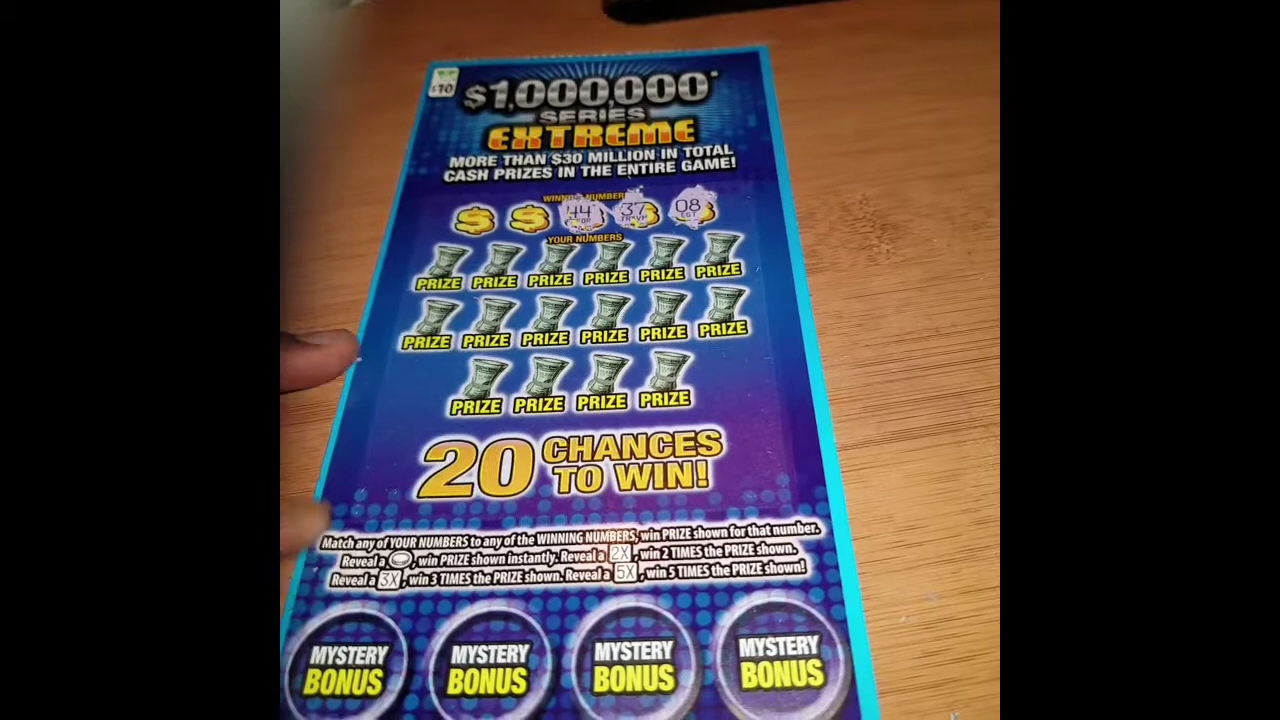 $10
$1,000,000*
SERIES
EXTREME
MORE THAN $30 MILLION IN TOTAL
CASH PRIZES IN THE ENTIRE GAME!
44 37 08
EGT
YOUR NUMBERS
PRIZE PRIZE PRIZE PRIZE PRIZE PRIZE
PRIZE PRIZE PRIZE PRIZE PRIZE PRIZE
PRIZE PRIZE PRIZE PRIZE
20 CHANCES
TO WIN!
Match any of YOUR NUMBERS to any of the WINNING NUMBERS, win PRIZE shown for that number.
Reveal a , win PRIZE shown instantly. Reveal a 2X , win 2 TIMES the PRIZE shown.
Reveal a 3X , win 3 TIMES the PRIZE shown. Reveal a 5X , win 5 TIMES the PRIZE shown!
MYSTERY MYSTERY MYSTERY MYSTERY
BONUS BONUS BONUS BONUS